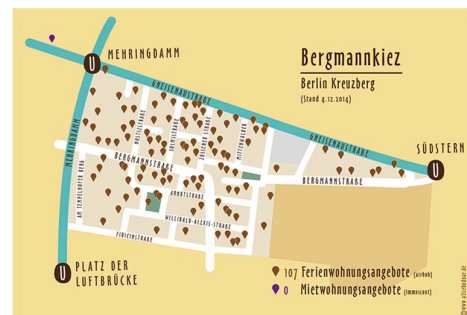 MEHRINGDAMM
Bergmannkiez
Berlin Kreuzberg
(Stand 4.12.2014)
GNEISENAUSTRAßE
GNEISENAUSTRAßE
SÜDSTERN
U
U
U
MEHRINGDAMM
NOSTIZSTRAßE
SOLMSSTRAßE
ZOSSENER STRAßE
MITTENWALDER
BERGMANNSTRAßE
BERGMANNSTRAßE
AM TEMPELHOFER BERG
ARNDTSTRAßE
WILLIBALD-ALEXIS-STRAßE
FIDICINSTRAßE
PLATZ DER
LUFTBRÜCKE
107 Ferienwohnungsangebote (airbnb)
0 Mietwohnungsangebote (immoscout)